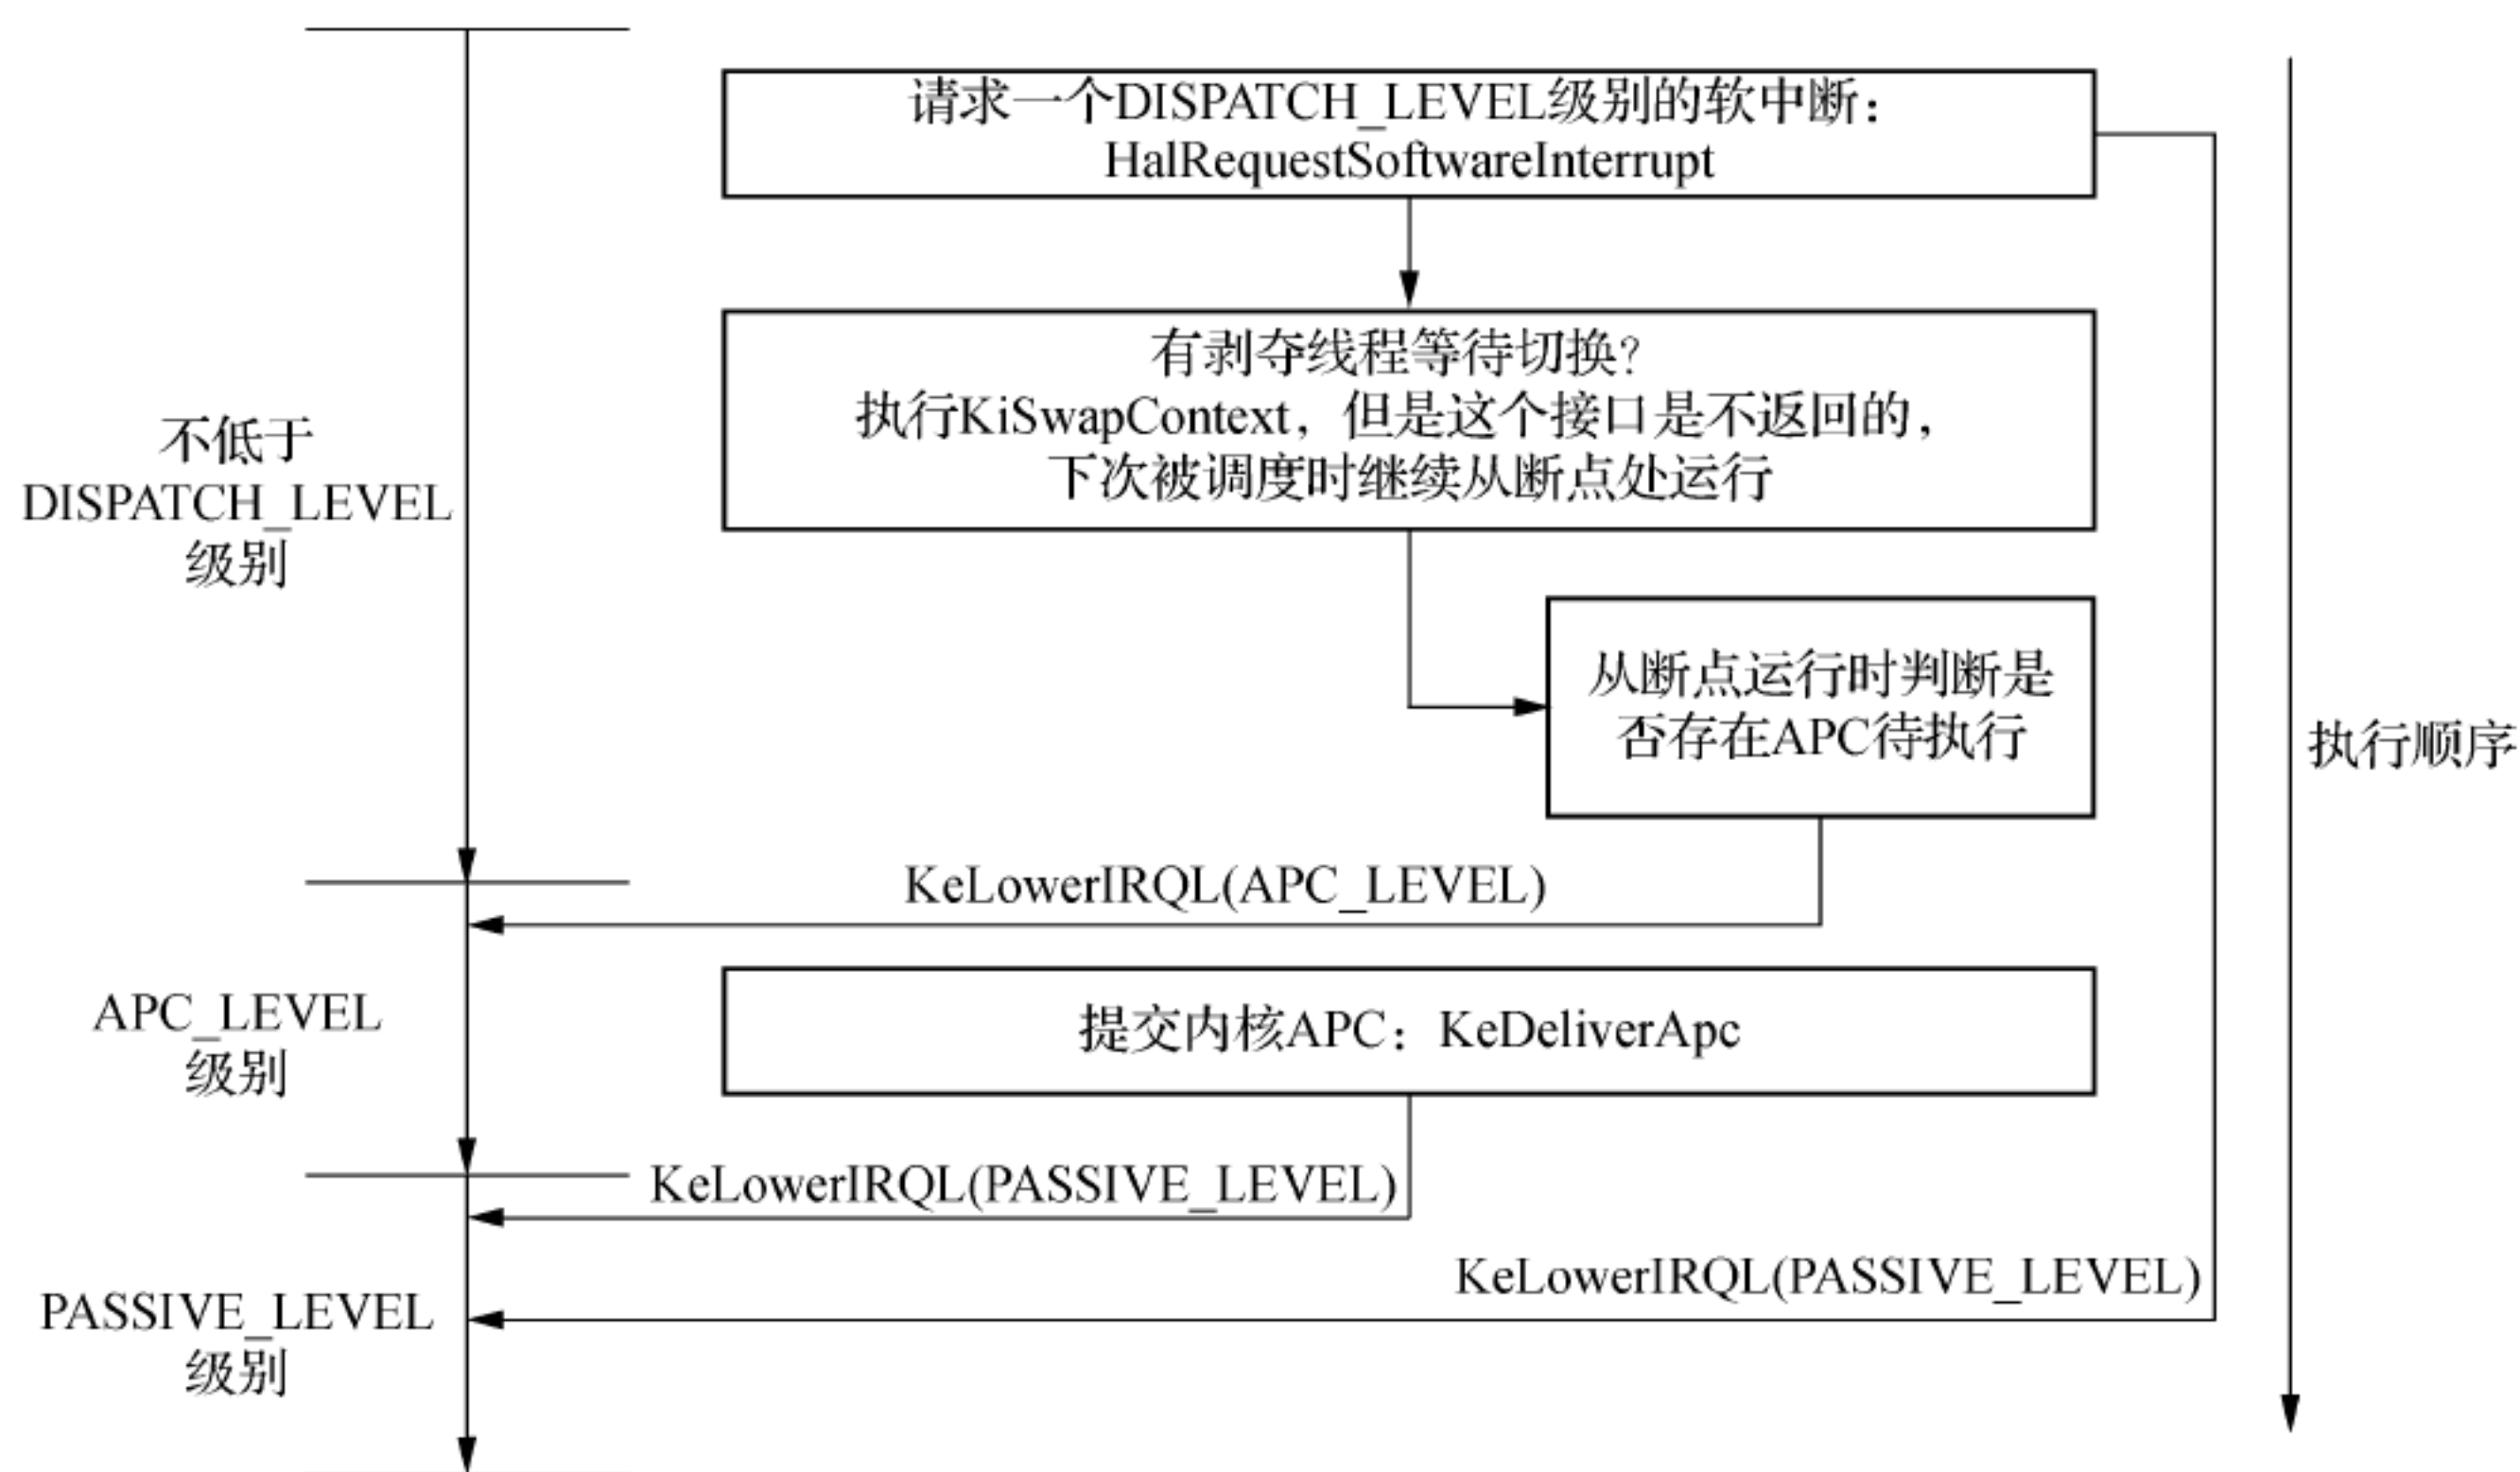 请求一个DISPATCH_LEVEL级别的软中断：
HalRequestSoftwareInterrupt
有剥夺线程等待切换？
执行KiSwapContext，但是这个接口是不返回的，
下次被调度时继续从断点处运行
不低于
DISPATCH_LEVEL
级别
从断点运行时判断是
否存在APC待执行
执行顺序
KeLowerIRQL(APC_LEVEL)
APC_LEVEL
级别
提交内核APC：KeDeliverApc
KeLowerIRQL(PASSIVE_LEVEL)
KeLowerIRQL(PASSIVE_LEVEL)
PASSIVE_LEVEL
级别